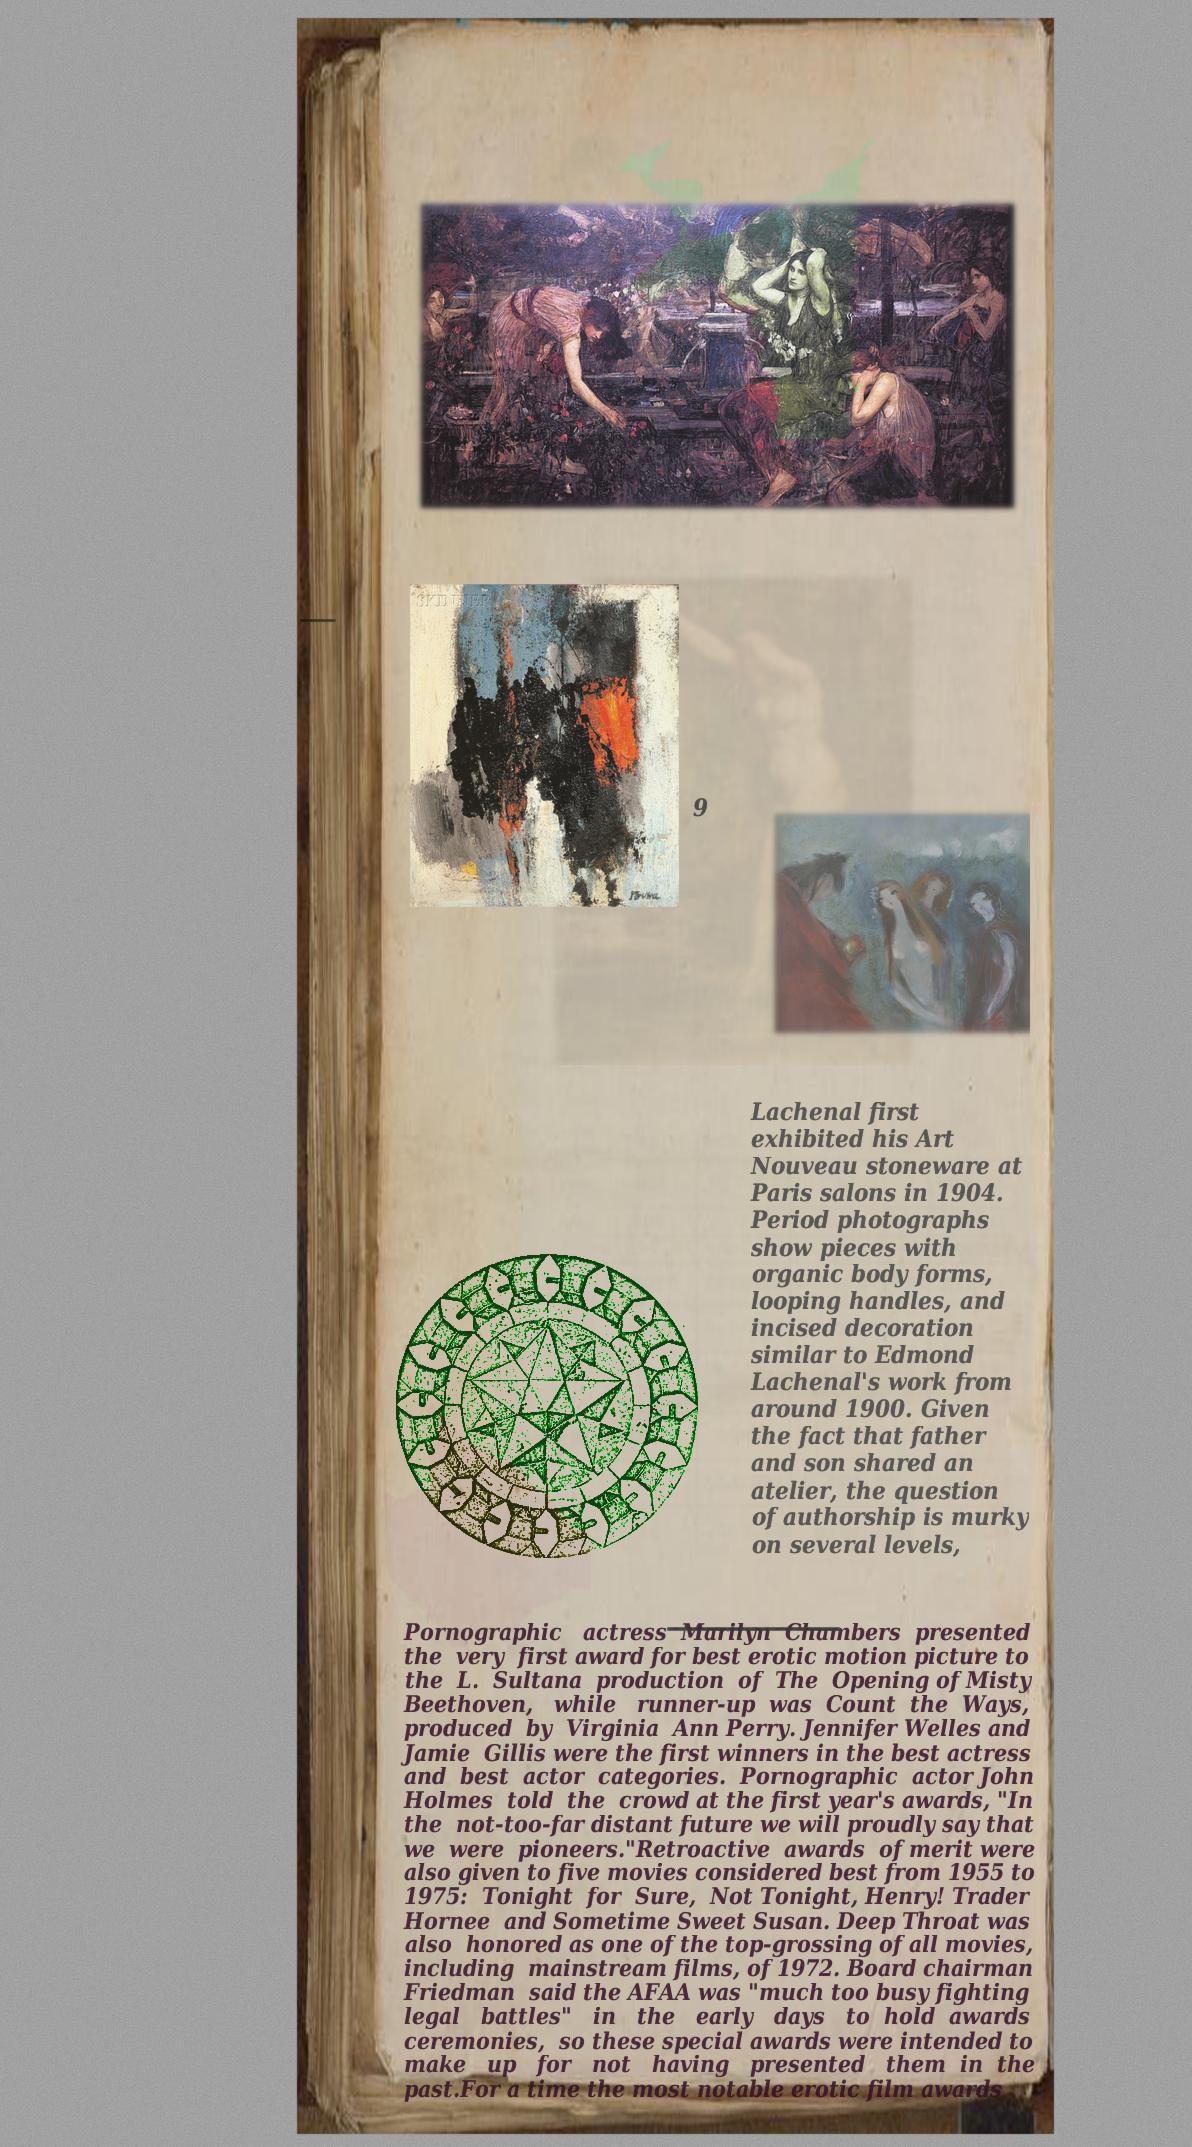 SKINNER
9
Lachenal first
exhibited his Art
Nouveau stoneware at
Paris salons in 1904.
Period photographs
show pieces with
organic body forms,
looping handles, and
incised decoration
similar to Edmond
Lachenal's work from
around 1900. Given
the fact that father
and son shared an
atelier, the question
of authorship is murky
on several levels,
Pornographic actress Marilyn Chambers presented
the very first award for best erotic motion picture to
the L. Sultana production of The Opening of Misty
Beethoven, while runner-up was Count the Ways,
produced by Virginia Ann Perry. Jennifer Welles and
Jamie Gillis were the first winners in the best actress
and best actor categories. Pornographic actor John
Holmes told the crowd at the first year's awards, "In
the not-too-far distant future we will proudly say that
we were pioneers."Retroactive awards of merit were
also given to five movies considered best from 1955 to
1975: Tonight for Sure, Not Tonight, Henry! Trader
Hornee and Sometime Sweet Susan. Deep Throat was
also honored as one of the top-grossing of all movies,
including mainstream films, of 1972. Board chairman
Friedman said the AFAA was "much too busy fighting
legal battles" in the early days to hold awards
ceremonies, so these special awards were intended to
make up for not having presented them in the
past.For a time the most notable erotic film awards